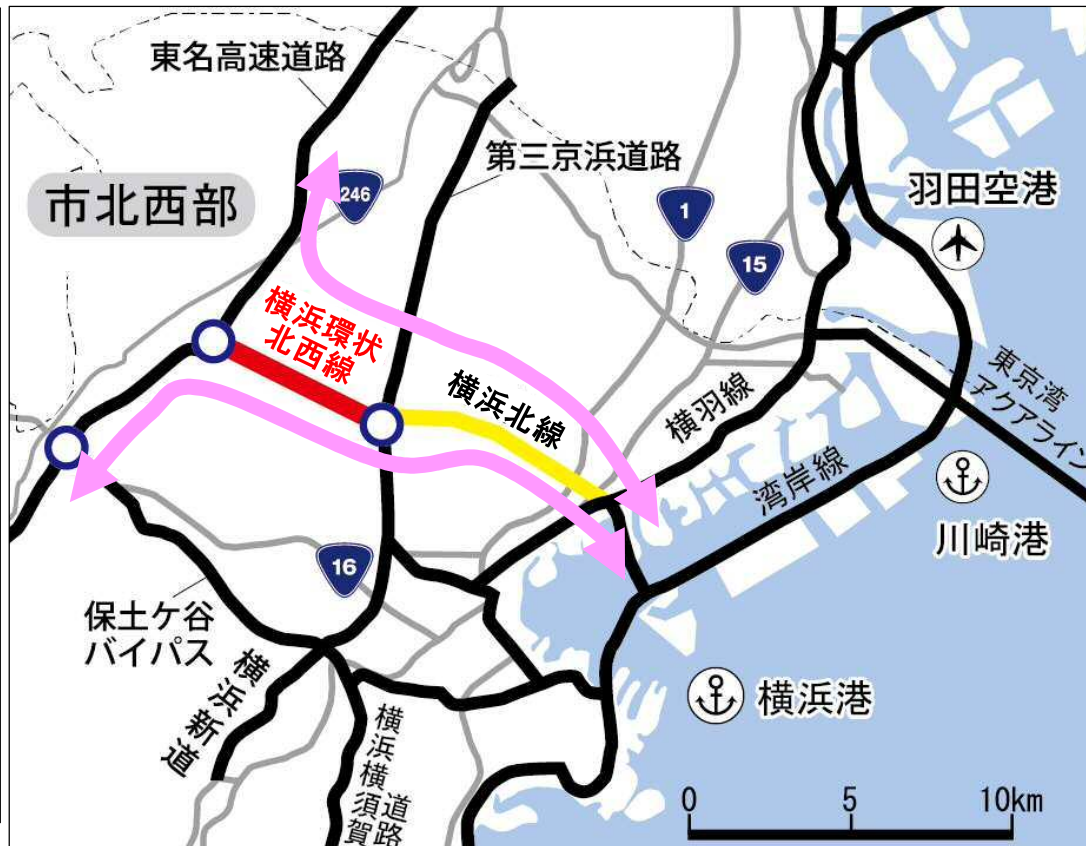 東名高速道路
第三京浜道路
246
1
羽田空港
市北西部
15
横浜環状
北西線
横浜北線
横羽線
東京湾
アクアライン
湾岸線
川崎港
16
保土ケ谷
バイパス
横浜新道
横浜港
横浜横須賀
道路
0 5 10km